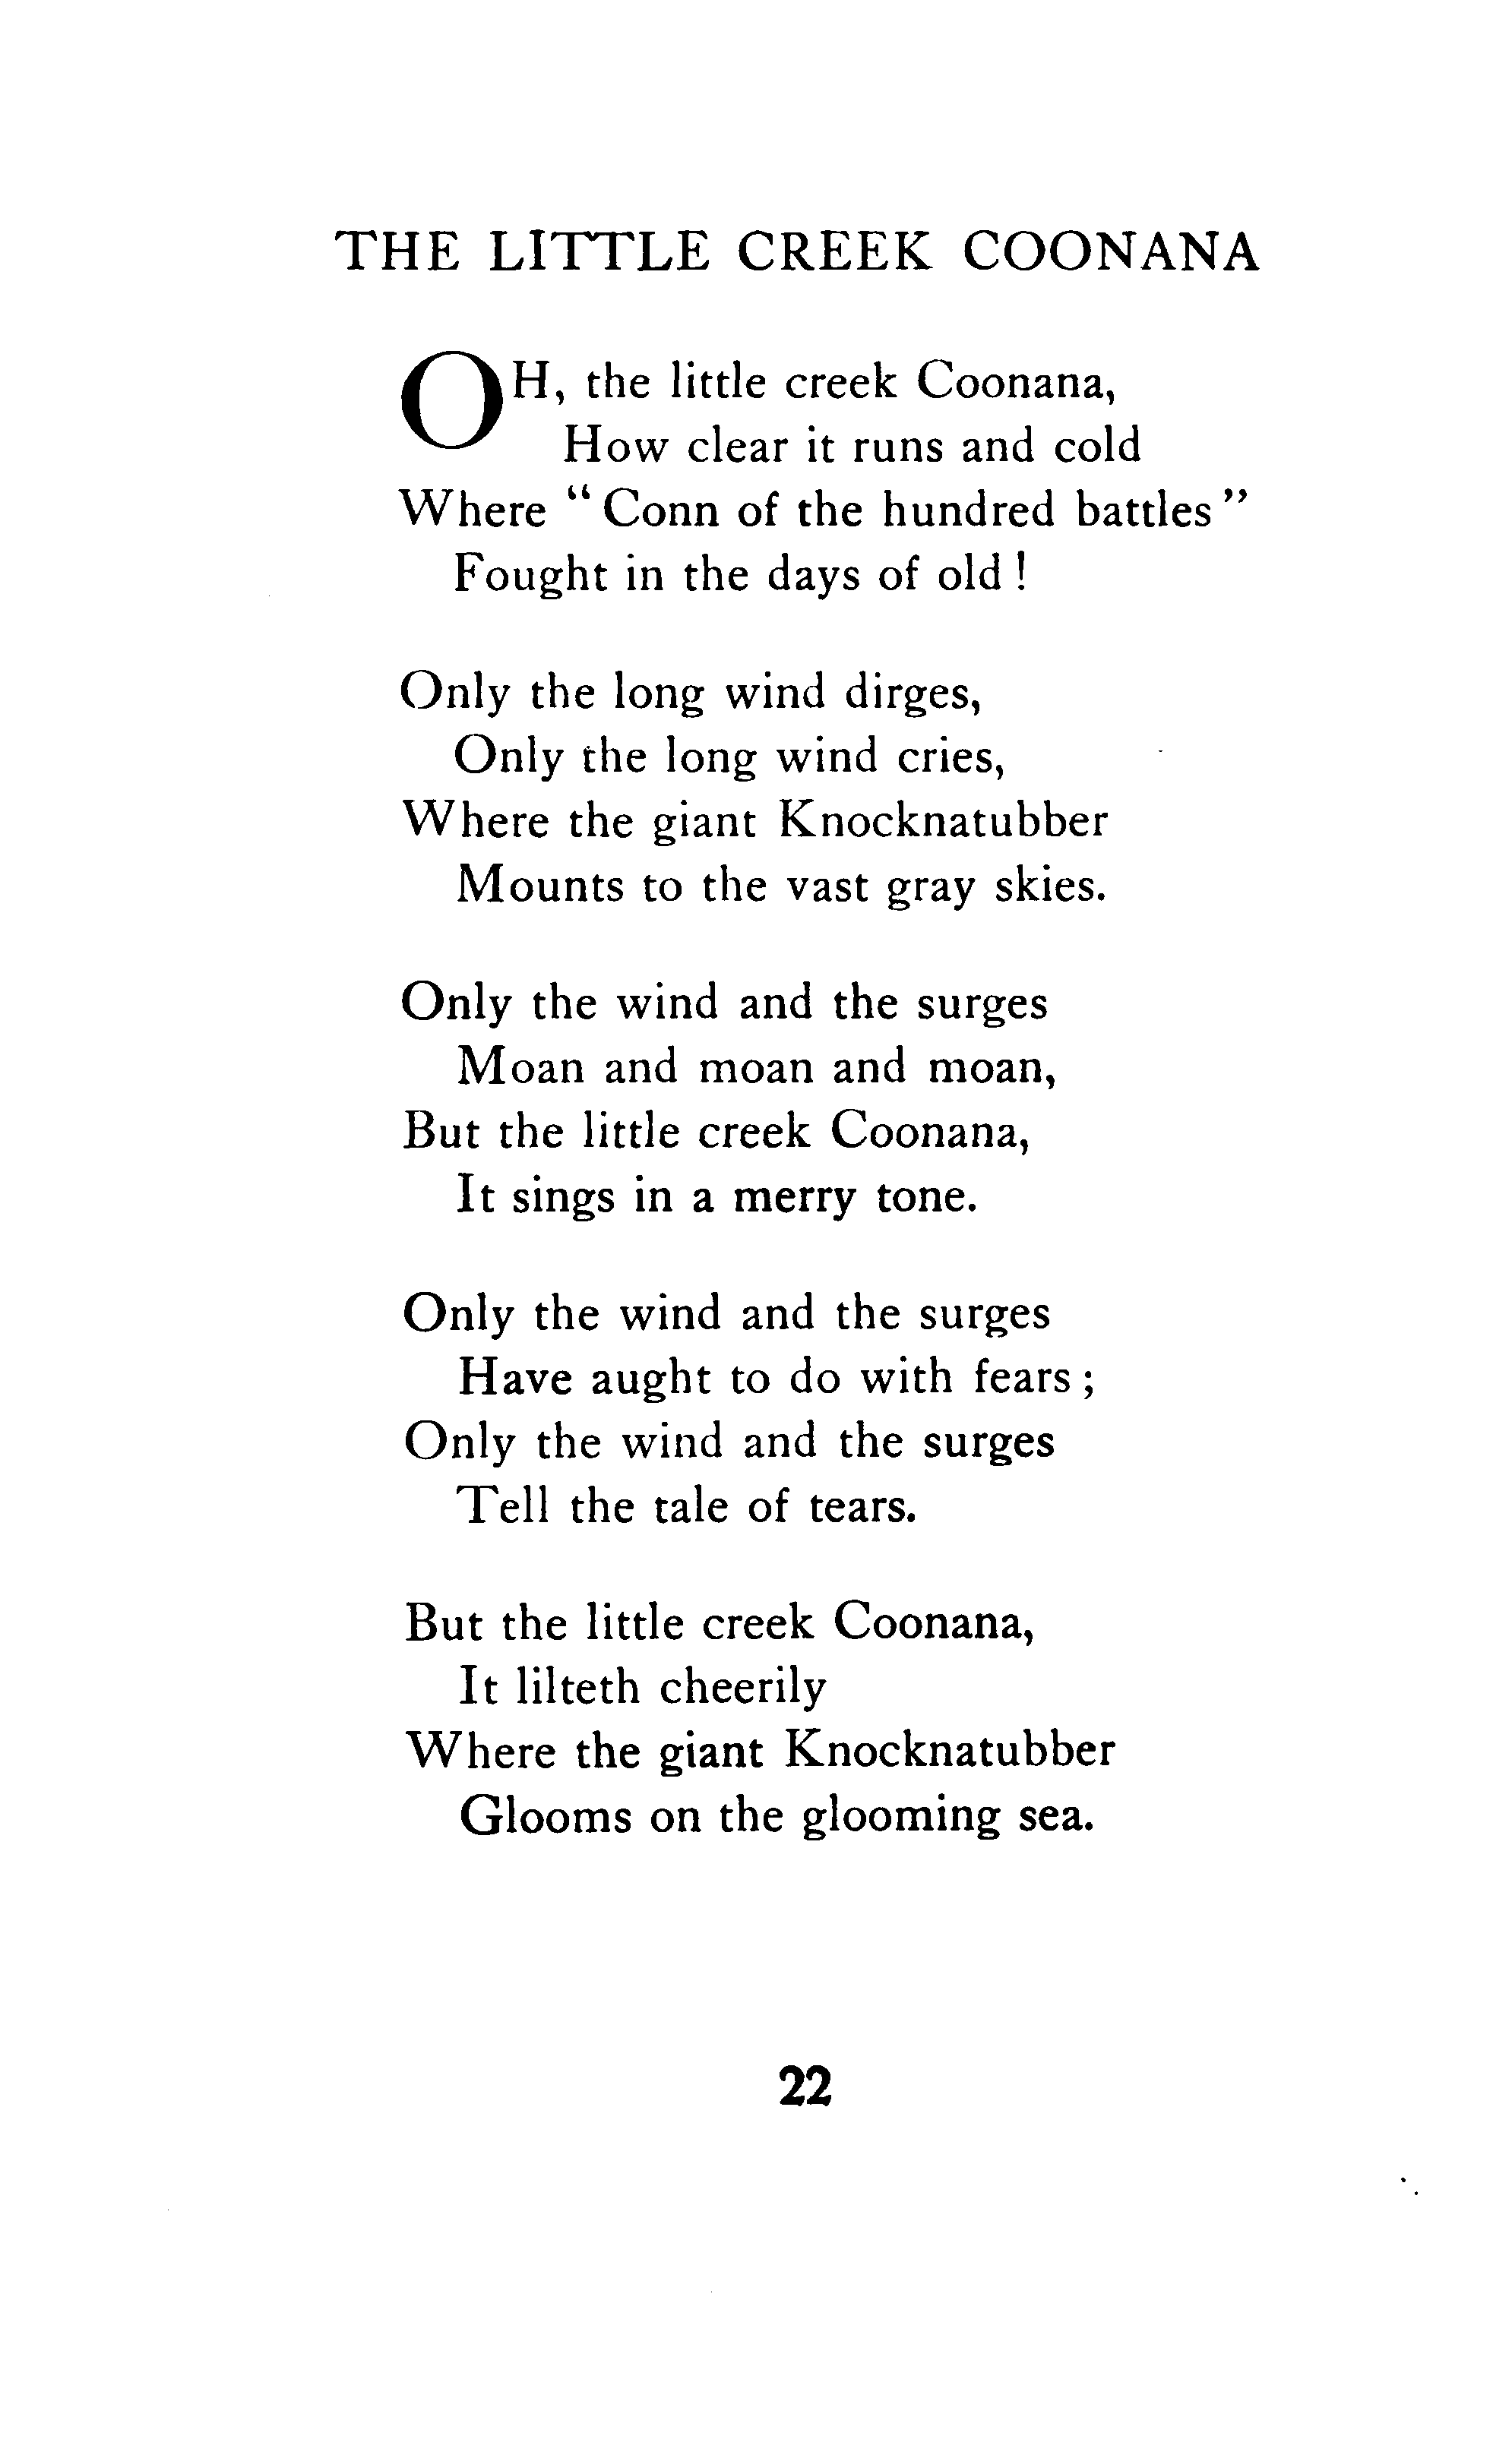 THE LITTLE CREEK COONANA
OH, the little creek Coonana,
How clear it runs and cold
Where “Conn of the hundred battles”
Fought in the days of old!
Only the long wind dirges,
Only the long wind cries,
Where the giant Knocknatubber
Mounts to the vast gray skies.
Only the wind and the surges
Moan and moan and moan,
But the little creek Coonana,
It sings in a merry tone.
Only the wind and the surges
Have aught to do with fears;
Only the wind and the surges
Tell the tale of tears.
But the little creek Coonana,
It lilteth cheerily
Where the giant Knocknatubber
Glooms on the glooming sea.
22